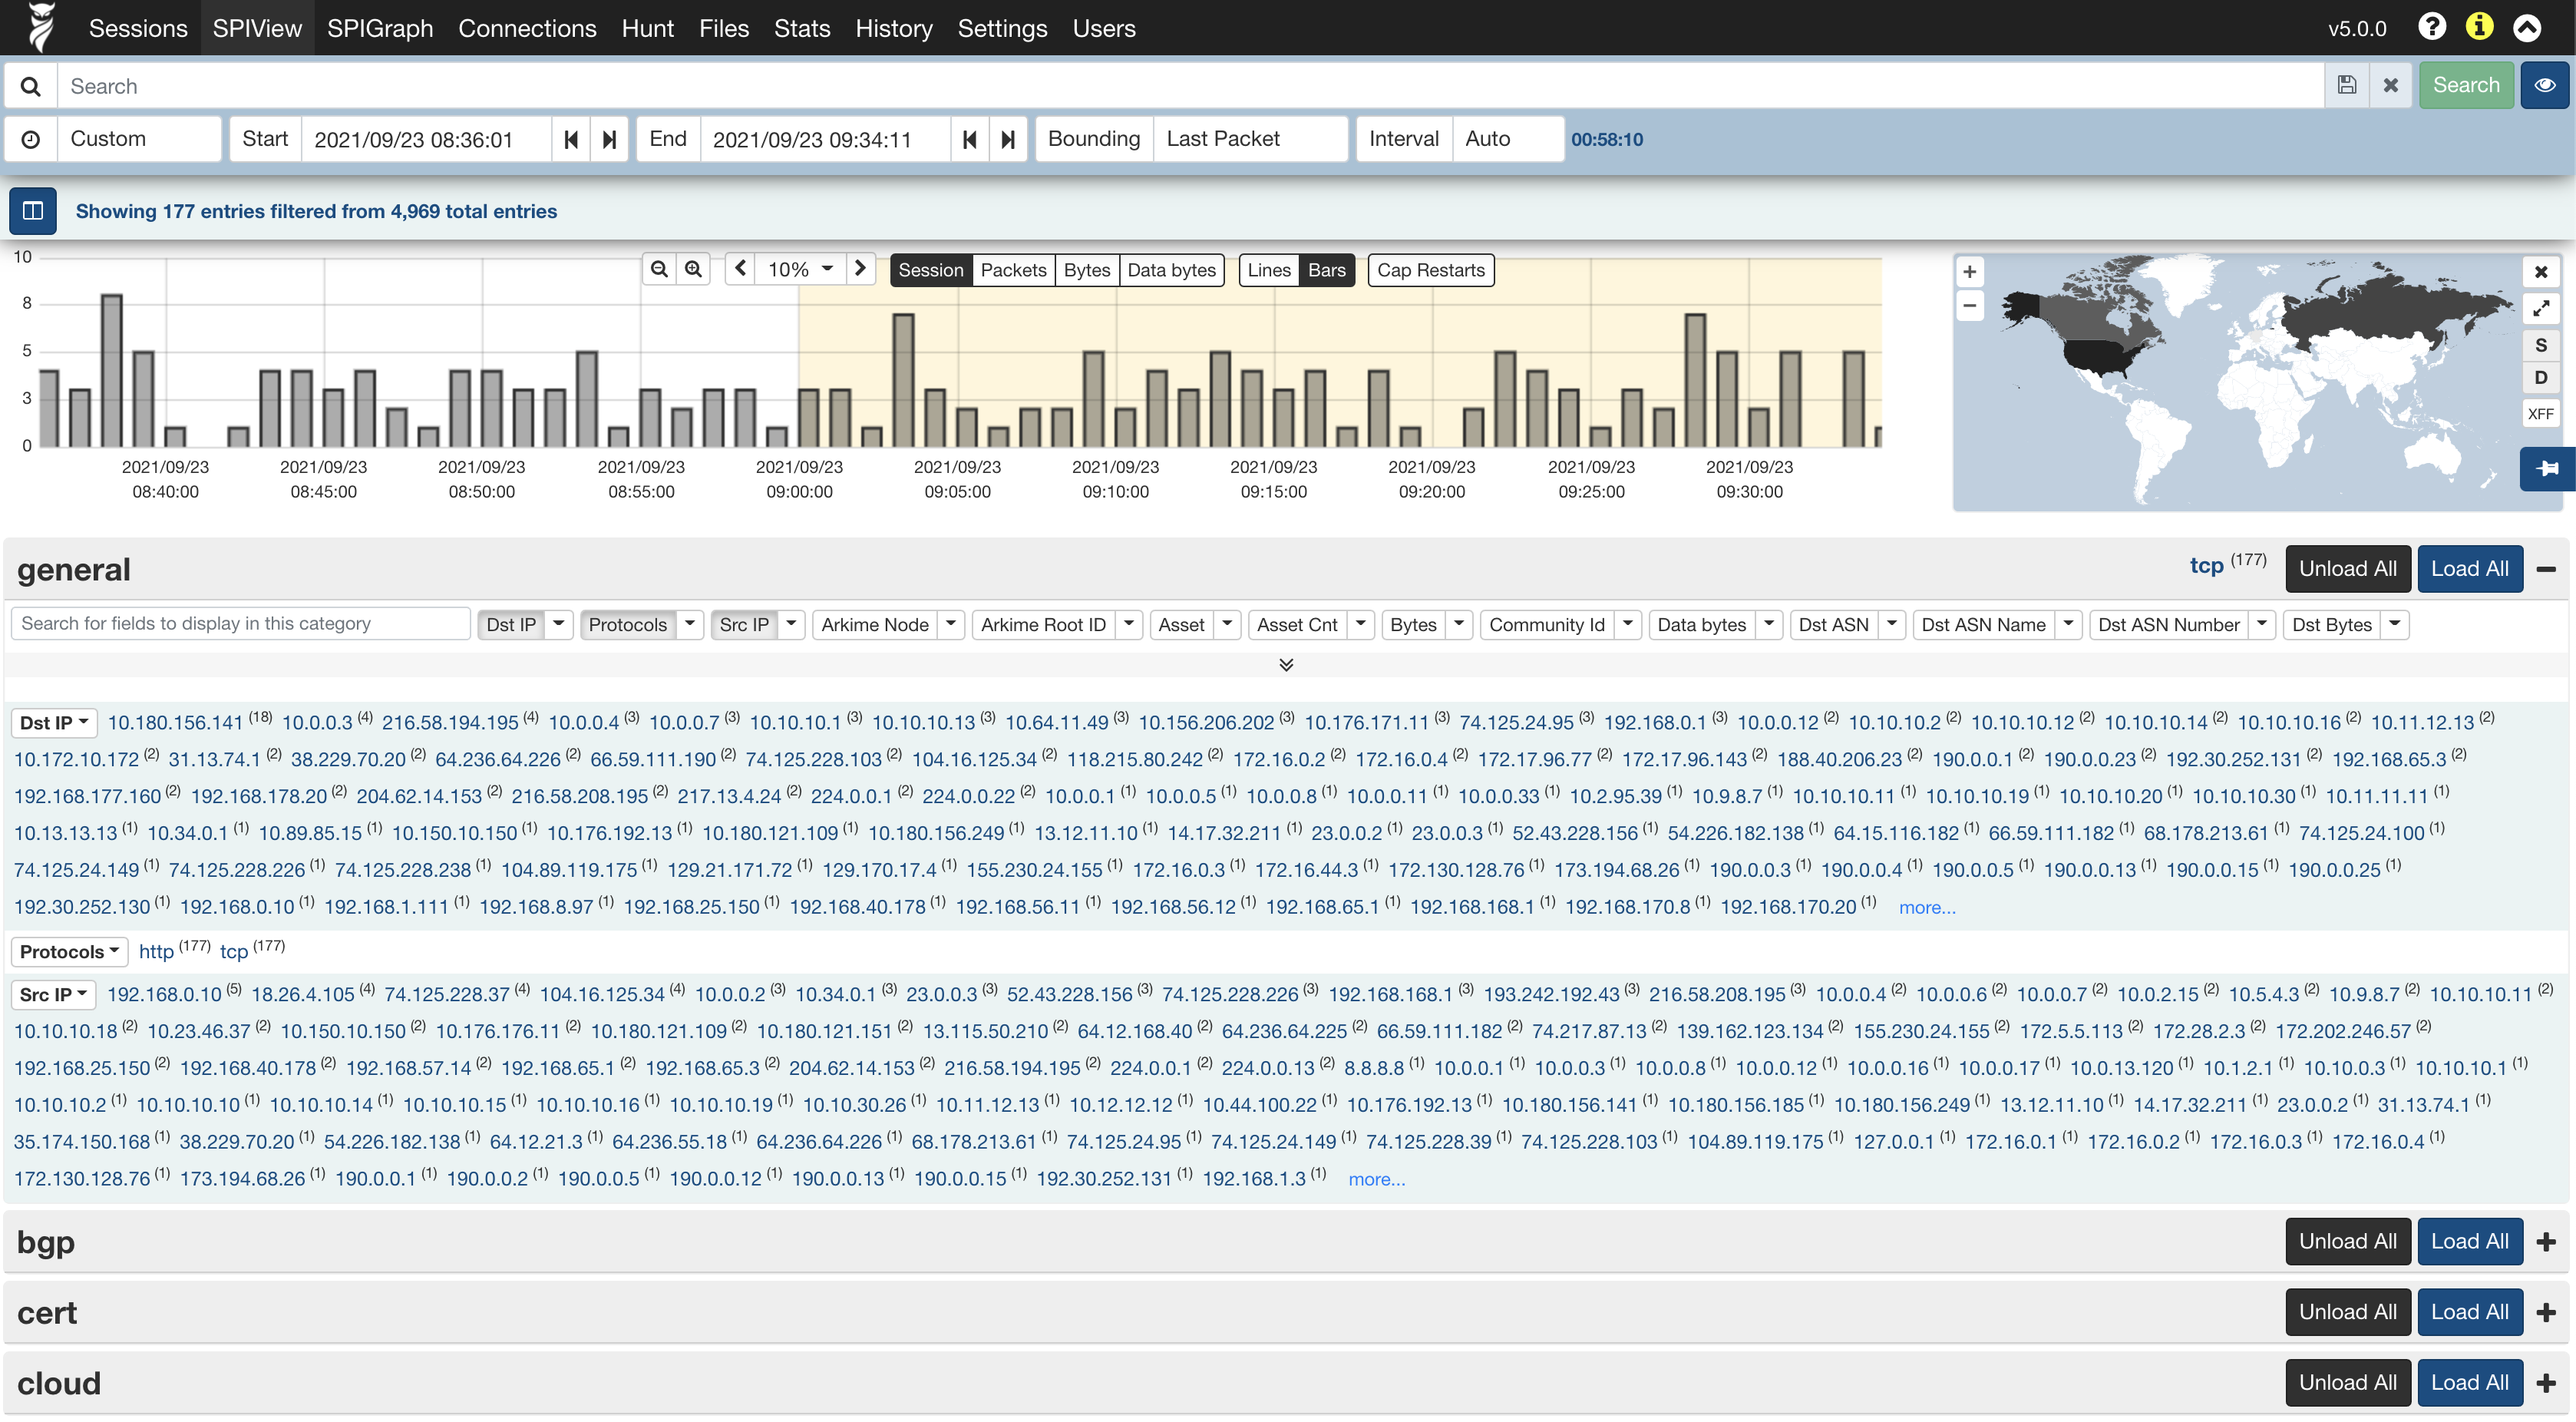 Sessions SPIView SPIGraph Connections Hunt Files Stats History Settings Users v5.0.0
Search Search
Custom Start 2021/09/23 08:36:01 End 2021/09/23 09:34:11 Bounding Last Packet Interval Auto 00:58:10
Showing 177 entries filtered from 4,969 total entries
10% Session Packets Bytes Data bytes Lines Bars Cap Restarts
10
8
5
3
0
2021/09/23 2021/09/23 2021/09/23 2021/09/23 2021/09/23 2021/09/23 2021/09/23 2021/09/23 2021/09/23 2021/09/23 2021/09/23
08:40:00 08:45:00 08:50:00 08:55:00 09:00:00 09:05:00 09:10:00 09:15:00 09:20:00 09:25:00 09:30:00
+
−
S
D
XFF
general tcp (177) Unload All Load All
Search for fields to display in this category Dst IP Protocols Src IP Arkime Node Arkime Root ID Asset Asset Cnt Bytes Community Id Data bytes Dst ASN Dst ASN Name Dst ASN Number Dst Bytes
Dst IP 10.180.156.141 (18) 10.0.0.3 (4) 216.58.194.195 (4) 10.0.0.4 (3) 10.0.0.7 (3) 10.10.10.1 (3) 10.10.10.13 (3) 10.64.11.49 (3) 10.156.206.202 (3) 10.176.171.11 (3) 74.125.24.95 (3) 192.168.0.1 (3) 10.0.0.12 (2) 10.10.10.2 (2) 10.10.10.12 (2) 10.10.10.14 (2) 10.10.10.16 (2) 10.11.12.13 (2)
10.172.10.172 (2) 31.13.74.1 (2) 38.229.70.20 (2) 64.236.64.226 (2) 66.59.111.190 (2) 74.125.228.103 (2) 104.16.125.34 (2) 118.215.80.242 (2) 172.16.0.2 (2) 172.16.0.4 (2) 172.17.96.77 (2) 172.17.96.143 (2) 188.40.206.23 (2) 190.0.0.1 (2) 190.0.0.23 (2) 192.30.252.131 (2) 192.168.65.3 (2)
192.168.177.160 (2) 192.168.178.20 (2) 204.62.14.153 (2) 216.58.208.195 (2) 217.13.4.24 (2) 224.0.0.1 (2) 224.0.0.22 (2) 10.0.0.1 (1) 10.0.0.5 (1) 10.0.0.8 (1) 10.0.0.11 (1) 10.0.0.33 (1) 10.2.95.39 (1) 10.9.8.7 (1) 10.10.10.11 (1) 10.10.10.19 (1) 10.10.10.20 (1) 10.10.10.30 (1) 10.11.11.11 (1)
10.13.13.13 (1) 10.34.0.1 (1) 10.89.85.15 (1) 10.150.10.150 (1) 10.176.192.13 (1) 10.180.121.109 (1) 10.180.156.249 (1) 13.12.11.10 (1) 14.17.32.211 (1) 23.0.0.2 (1) 23.0.0.3 (1) 52.43.228.156 (1) 54.226.182.138 (1) 64.15.116.182 (1) 66.59.111.182 (1) 68.178.213.61 (1) 74.125.24.100 (1)
74.125.24.149 (1) 74.125.228.226 (1) 74.125.228.238 (1) 104.89.119.175 (1) 129.21.171.72 (1) 129.170.17.4 (1) 155.230.24.155 (1) 172.16.0.3 (1) 172.16.44.3 (1) 172.130.128.76 (1) 173.194.68.26 (1) 190.0.0.3 (1) 190.0.0.4 (1) 190.0.0.5 (1) 190.0.0.13 (1) 190.0.0.15 (1) 190.0.0.25 (1)
192.30.252.130 (1) 192.168.0.10 (1) 192.168.1.111 (1) 192.168.8.97 (1) 192.168.25.150 (1) 192.168.40.178 (1) 192.168.56.11 (1) 192.168.56.12 (1) 192.168.65.1 (1) 192.168.168.1 (1) 192.168.170.8 (1) 192.168.170.20 (1) more...
Protocols http (177) tcp (177)
Src IP 192.168.0.10 (5) 18.26.4.105 (4) 74.125.228.37 (4) 104.16.125.34 (4) 10.0.0.2 (3) 10.34.0.1 (3) 23.0.0.3 (3) 52.43.228.156 (3) 74.125.228.226 (3) 192.168.168.1 (3) 193.242.192.43 (3) 216.58.208.195 (3) 10.0.0.4 (2) 10.0.0.6 (2) 10.0.0.7 (2) 10.0.2.15 (2) 10.5.4.3 (2) 10.9.8.7 (2) 10.10.10.11 (2)
10.10.10.18 (2) 10.23.46.37 (2) 10.150.10.150 (2) 10.176.176.11 (2) 10.180.121.109 (2) 10.180.121.151 (2) 13.115.50.210 (2) 64.12.168.40 (2) 64.236.64.225 (2) 66.59.111.182 (2) 74.217.87.13 (2) 139.162.123.134 (2) 155.230.24.155 (2) 172.5.5.113 (2) 172.28.2.3 (2) 172.202.246.57 (2)
192.168.25.150 (2) 192.168.40.178 (2) 192.168.57.14 (2) 192.168.65.1 (2) 192.168.65.3 (2) 204.62.14.153 (2) 216.58.194.195 (2) 224.0.0.1 (2) 224.0.0.13 (2) 8.8.8.8 (1) 10.0.0.1 (1) 10.0.0.3 (1) 10.0.0.8 (1) 10.0.0.12 (1) 10.0.0.16 (1) 10.0.0.17 (1) 10.0.13.120 (1) 10.1.2.1 (1) 10.10.0.3 (1) 10.10.10.1 (1)
10.10.10.2 (1) 10.10.10.10 (1) 10.10.10.14 (1) 10.10.10.15 (1) 10.10.10.16 (1) 10.10.10.19 (1) 10.10.30.26 (1) 10.11.12.13 (1) 10.12.12.12 (1) 10.44.100.22 (1) 10.176.192.13 (1) 10.180.156.141 (1) 10.180.156.185 (1) 10.180.156.249 (1) 13.12.11.10 (1) 14.17.32.211 (1) 23.0.0.2 (1) 31.13.74.1 (1)
35.174.150.168 (1) 38.229.70.20 (1) 54.226.182.138 (1) 64.12.21.3 (1) 64.236.55.18 (1) 64.236.64.226 (1) 68.178.213.61 (1) 74.125.24.95 (1) 74.125.24.149 (1) 74.125.228.39 (1) 74.125.228.103 (1) 104.89.119.175 (1) 127.0.0.1 (1) 172.16.0.1 (1) 172.16.0.2 (1) 172.16.0.3 (1) 172.16.0.4 (1)
172.130.128.76 (1) 173.194.68.26 (1) 190.0.0.1 (1) 190.0.0.2 (1) 190.0.0.5 (1) 190.0.0.12 (1) 190.0.0.13 (1) 190.0.0.15 (1) 192.30.252.131 (1) 192.168.1.3 (1) more...
bgp Unload All Load All
cert Unload All Load All
cloud Unload All Load All